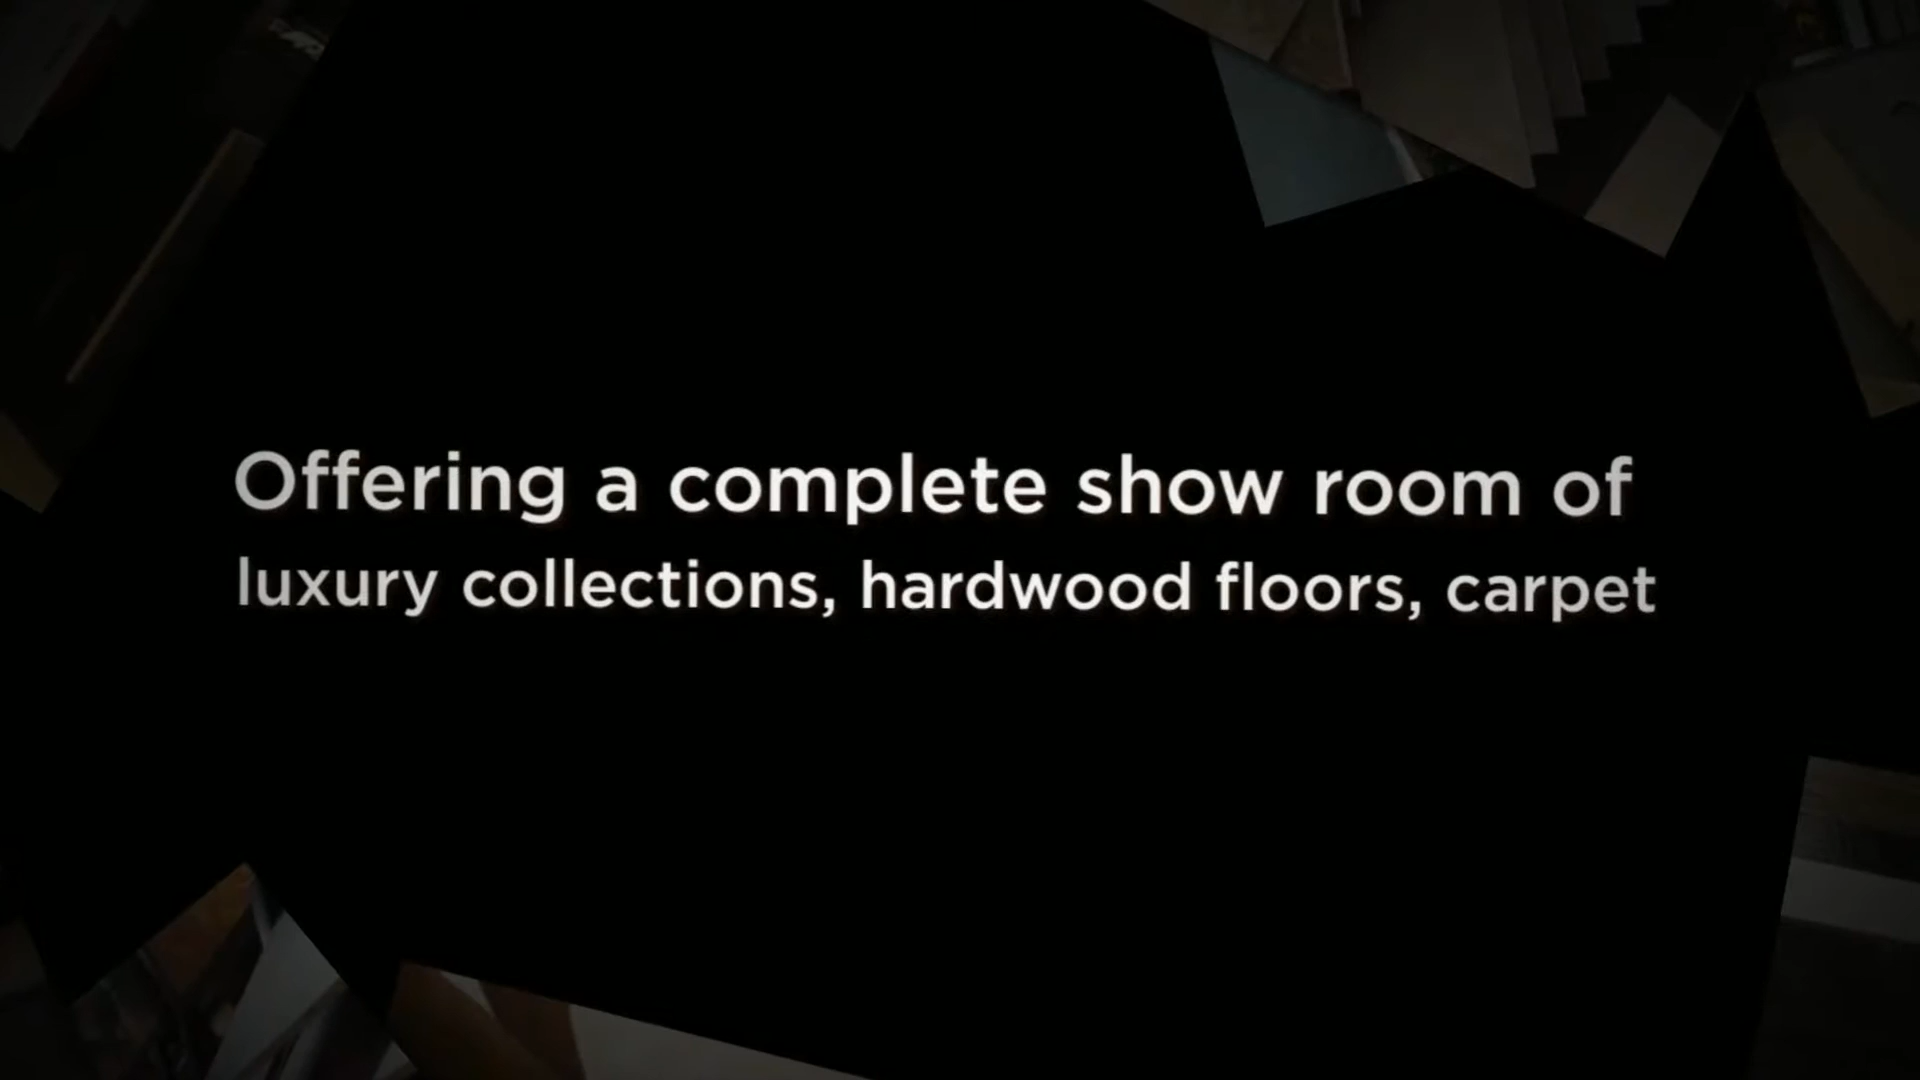 Offering a complete show room of
luxury collections, hardwood floors, carpet